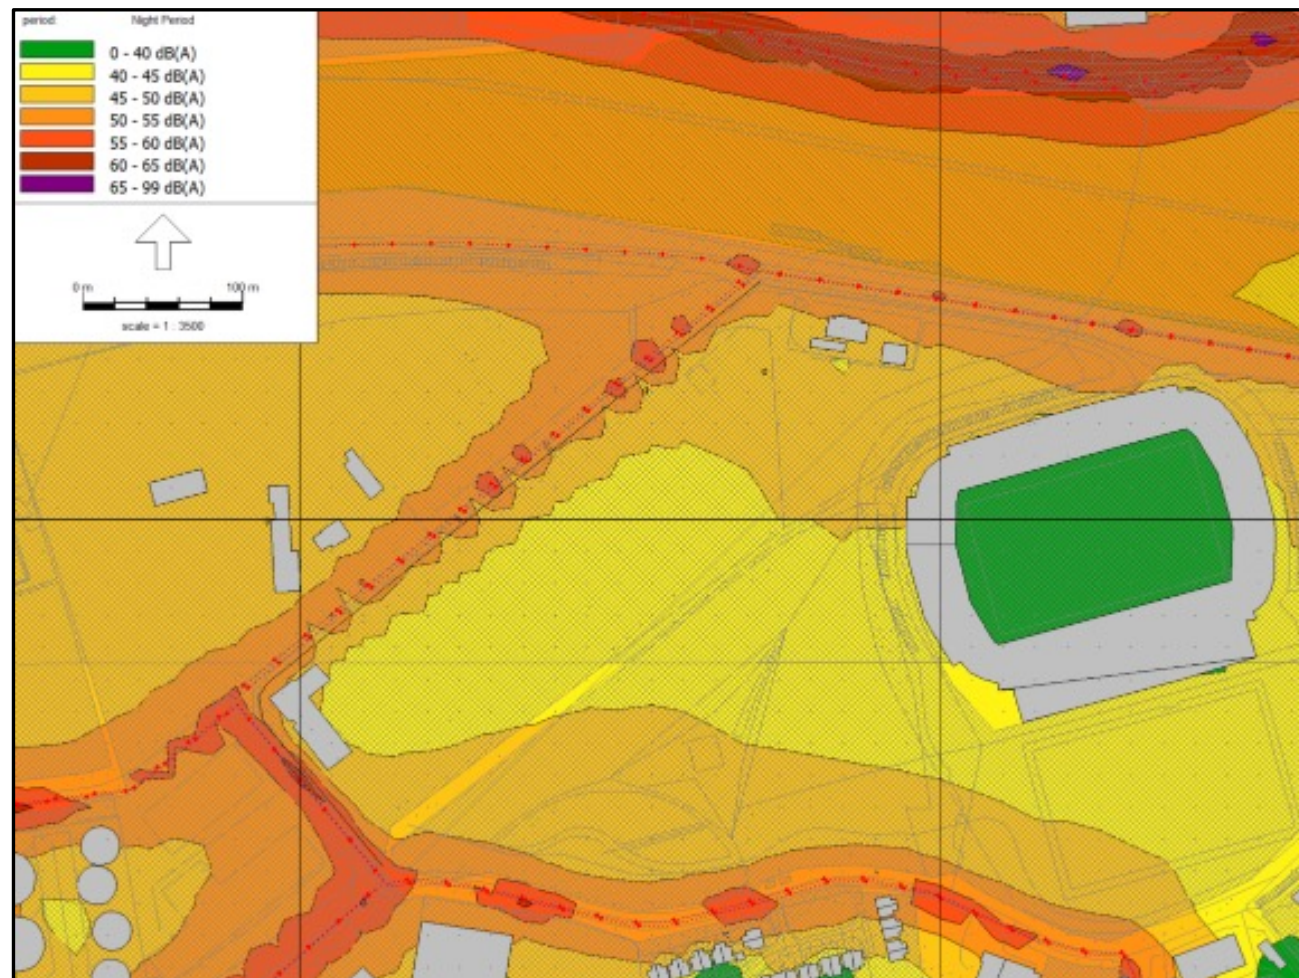 period: Night Period
0 - 40 dB(A)
40 - 45 dB(A)
45 - 50 dB(A)
50 - 55 dB(A)
55 - 60 dB(A)
60 - 65 dB(A)
65 - 99 dB(A)
0 m 100 m
scale = 1 : 3500